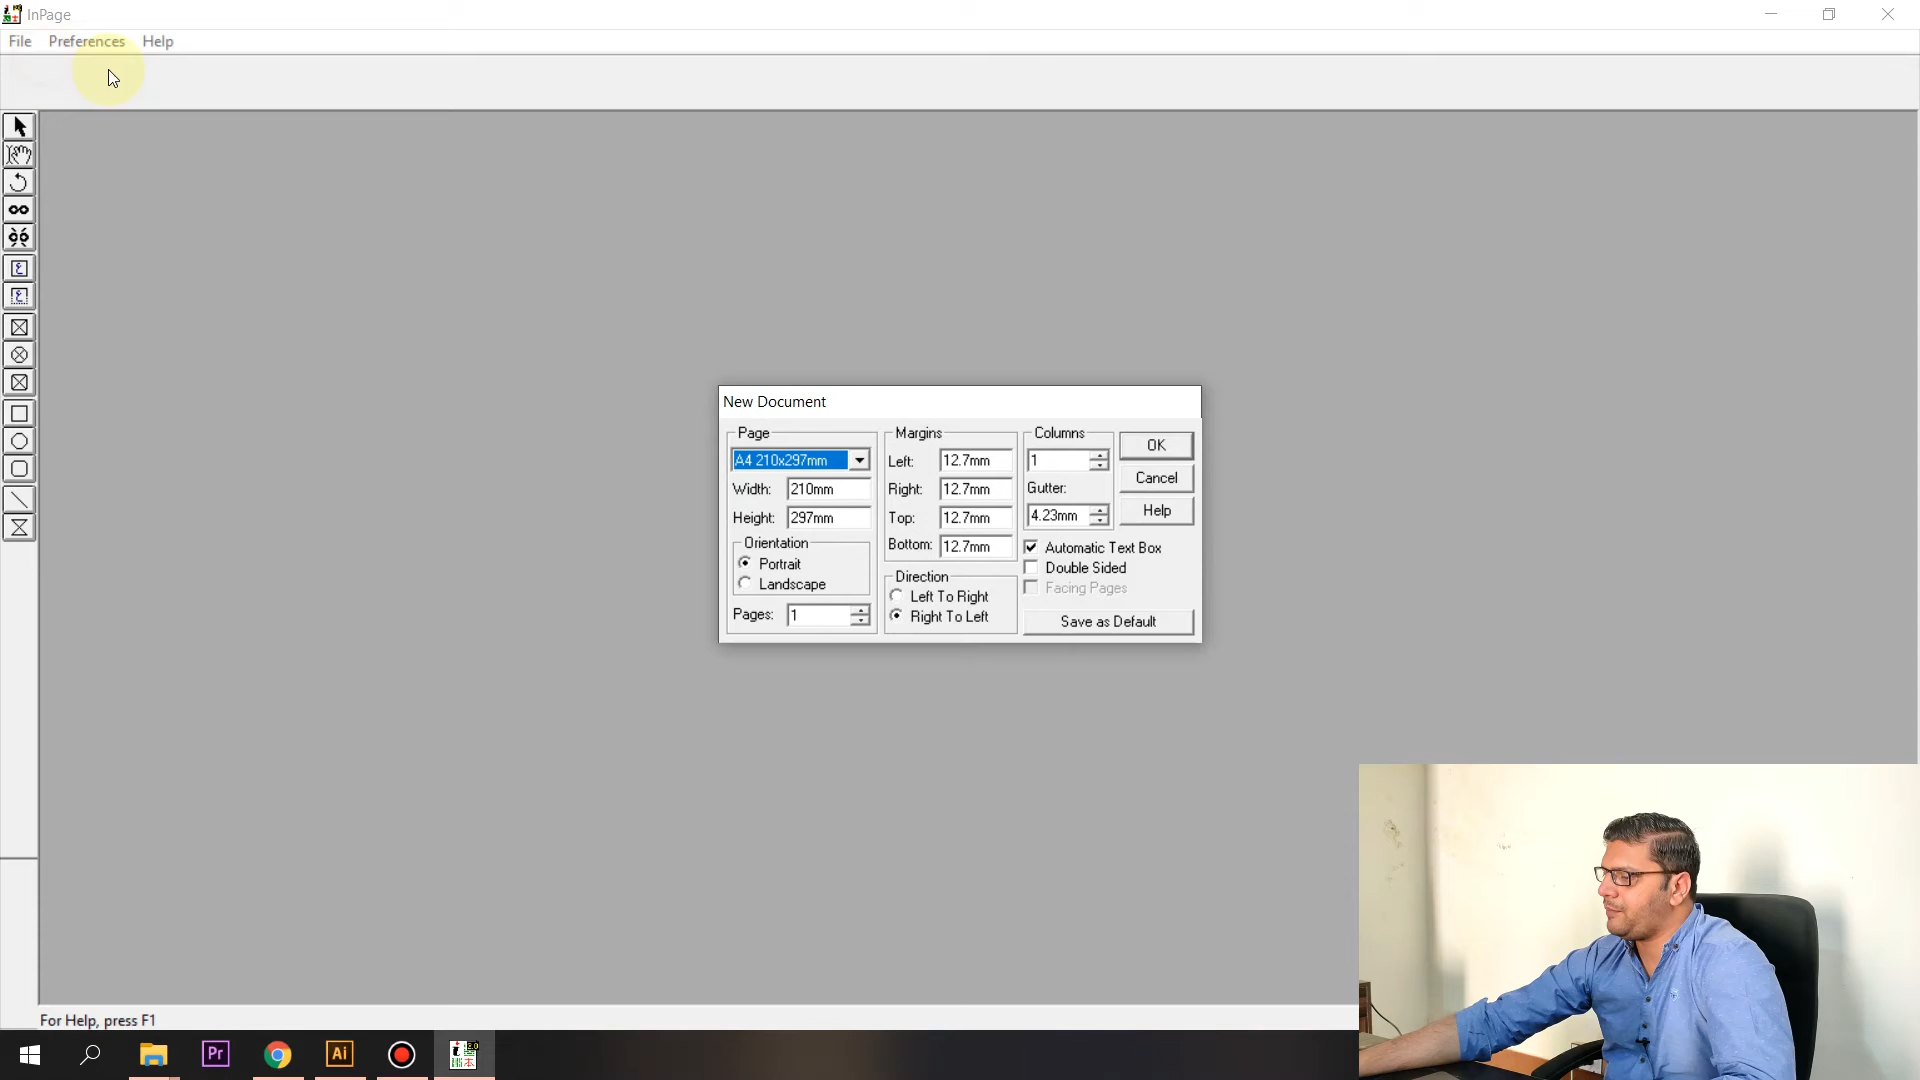 InPage
File Preferences Help
New Document
Page Margins Columns
A4 210x297mm Left: 12.7mm 1 OK
Width: 210mm Right: 12.7mm Gutter: Cancel
Height: 297mm Top: 12.7mm 4.23mm Help
Orientation Bottom: 12.7mm Automatic Text Box
Portrait Direction Double Sided
Landscape Left To Right Facing Pages
Pages: 1 Right To Left Save as Default
For Help, press F1
Pr Ai